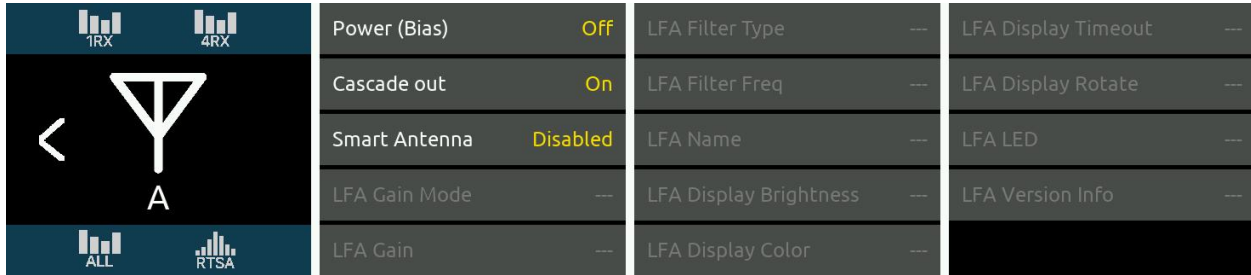 1RX 4RX
A
ALL RTSA
Power (Bias) Off
Cascade out On
Smart Antenna Disabled
LFA Gain Mode ---
LFA Gain ---
LFA Filter Type ---
LFA Filter Freq ---
LFA Name ---
LFA Display Brightness ---
LFA Display Color ---
LFA Display Timeout ---
LFA Display Rotate ---
LFA LED ---
LFA Version Info ---